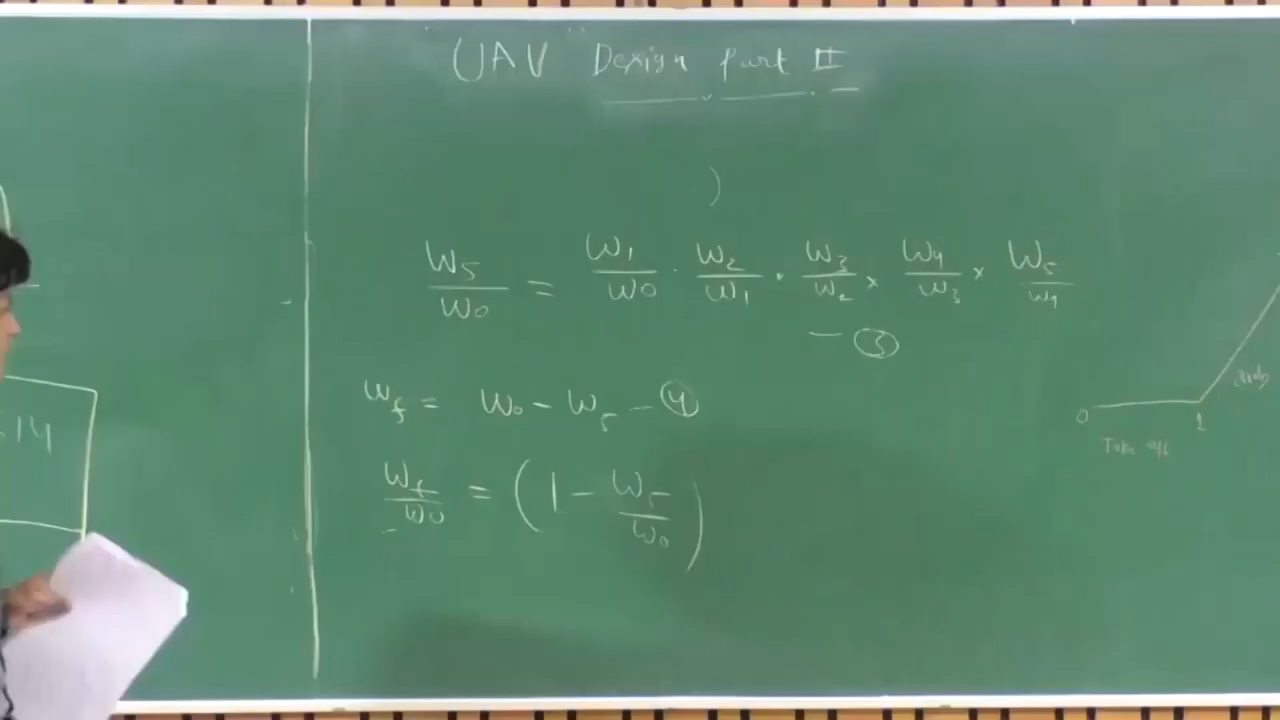 "UAV" Design Part II
W5/W0 = W1/W0 · W2/W1 · W3/W2 × W4/W3 × W5/W4
— ③
Wf = W0 - W5 — ④
Wf/W0 = (1 - W5/W0)
514
0 1
Take off